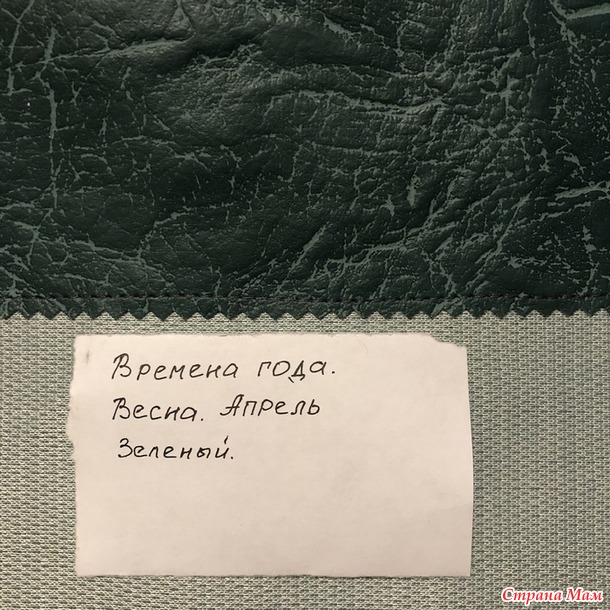 Времена года.
Весна. Апрель
Зеленый.
Страна Мам